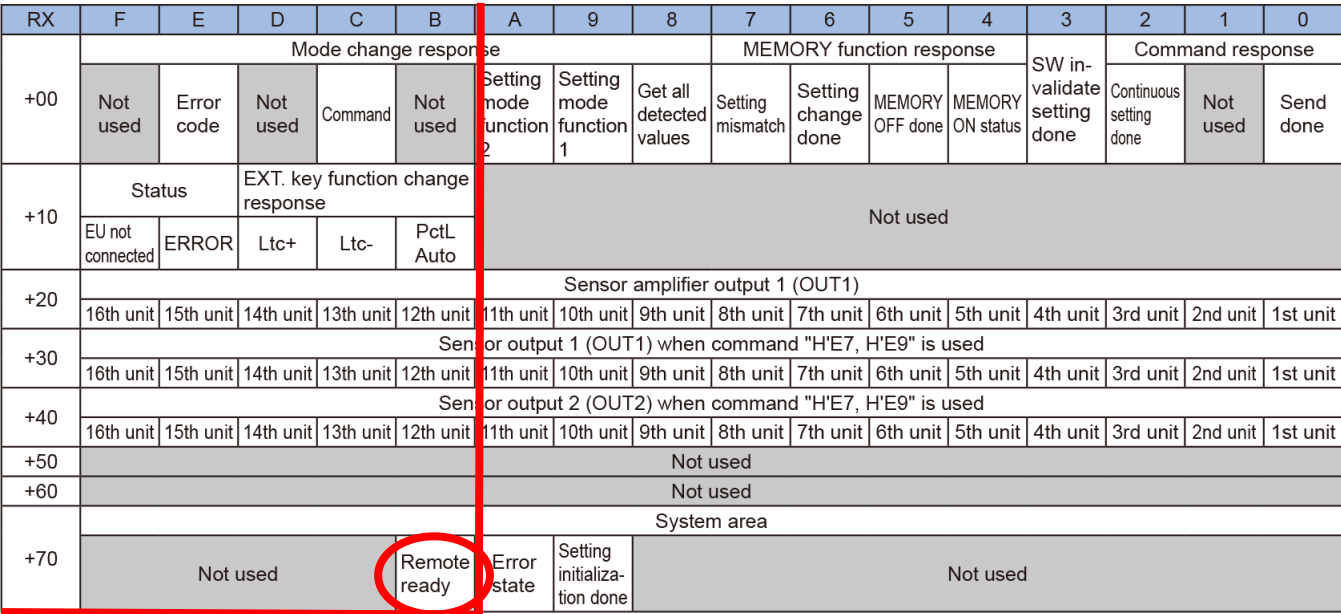 RX F E D C B A 9 8 7 6 5 4 3 2 1 0
+00
Mode change response
MEMORY function response
SW in-
validate
setting
done
Command response
Not
used
Error
code
Not
used
Command
Not
used
Setting
mode
function
2
Setting
mode
function
1
Get all
detected
values
Setting
mismatch
Setting
change
done
MEMORY
OFF done
MEMORY
ON status
Continuous
setting
done
Not
used
Send
done
+10
Status
EXT. key function change
response
Not used
EU not
connected
ERROR
Ltc+
Ltc-
PctL
Auto
+20
Sensor amplifier output 1 (OUT1)
16th unit 15th unit 14th unit 13th unit 12th unit 11th unit 10th unit 9th unit 8th unit 7th unit 6th unit 5th unit 4th unit 3rd unit 2nd unit 1st unit
+30
Sensor output 1 (OUT1) when command "H'E7, H'E9" is used
16th unit 15th unit 14th unit 13th unit 12th unit 11th unit 10th unit 9th unit 8th unit 7th unit 6th unit 5th unit 4th unit 3rd unit 2nd unit 1st unit
+40
Sensor output 2 (OUT2) when command "H'E7, H'E9" is used
16th unit 15th unit 14th unit 13th unit 12th unit 11th unit 10th unit 9th unit 8th unit 7th unit 6th unit 5th unit 4th unit 3rd unit 2nd unit 1st unit
+50 Not used
+60 Not used
+70
System area
Not used
Remote
ready
Error
state
Setting
initializa-
tion done
Not used